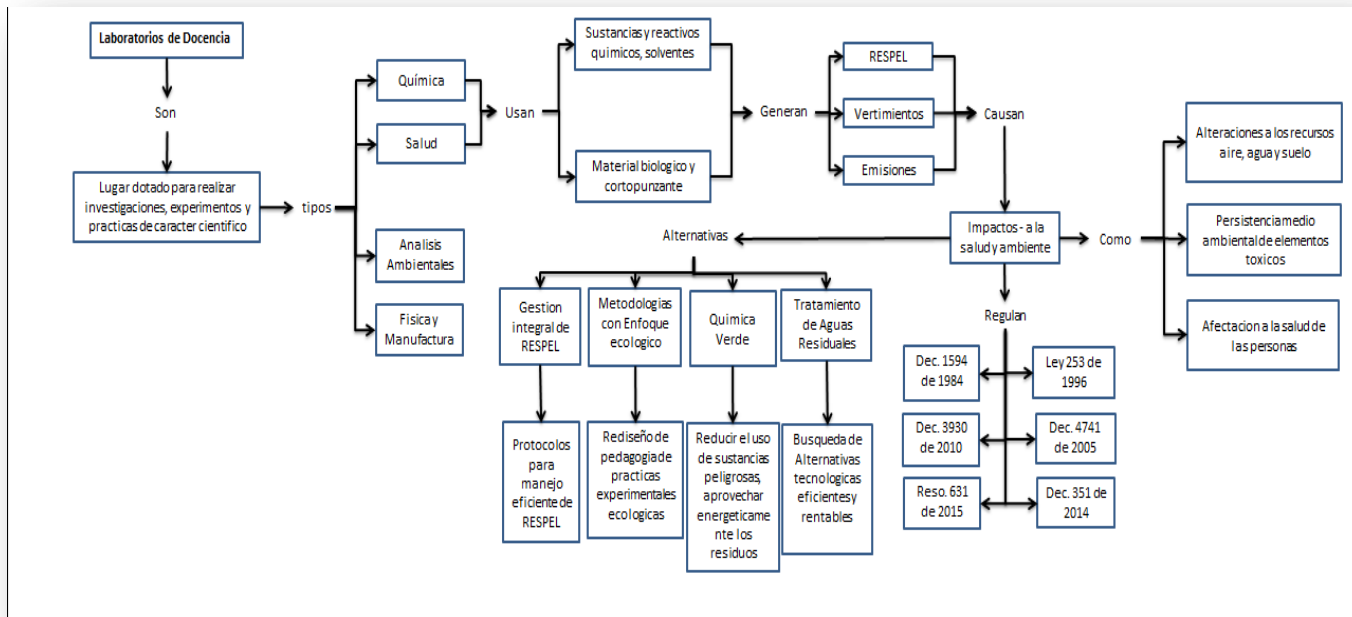 Laboratorios de Docencia
Son
Lugar dotado para realizar
investigaciones, experimentos y
practicas de caracter cientifico
tipos
Química
Salud
Analisis
Ambientales
Fisica y
Manufactura
Usan
Sustancias y reactivos
quimicos, solventes
Material biologico y
cortopunzante
Generan
RESPEL
Vertimientos
Emisiones
Causan
Impactos - a la
salud y ambiente
Como
Alteraciones a los recursos
aire, agua y suelo
Persistencia medio
ambiental de elementos
toxicos
Afectacion a la salud de
las personas
Alternativas
Gestion
integral de
RESPEL
Metodologias
con Enfoque
ecologico
Quimica
Verde
Tratamiento
de Aguas
Residuales
Protocolos
para
manejo
eficiente de
RESPEL
Rediseño de
pedagogia de
practicas
experimentales
ecologicas
Reducir el uso
de sustancias
peligrosas,
aprovechar
energeticame
nte los
residuos
Busqueda de
Alternativas
tecnologicas
eficientes y
rentables
Regulan
Dec. 1594
de 1984
Ley 253 de
1996
Dec. 3930
de 2010
Dec. 4741
de 2005
Reso. 631
de 2015
Dec. 351 de
2014